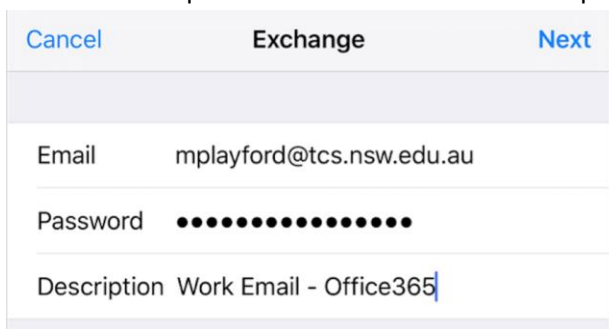 Cancel Exchange Next
Email mplayford@tcs.nsw.edu.au
Password ••••••••••••••••
Description Work Email - Office365